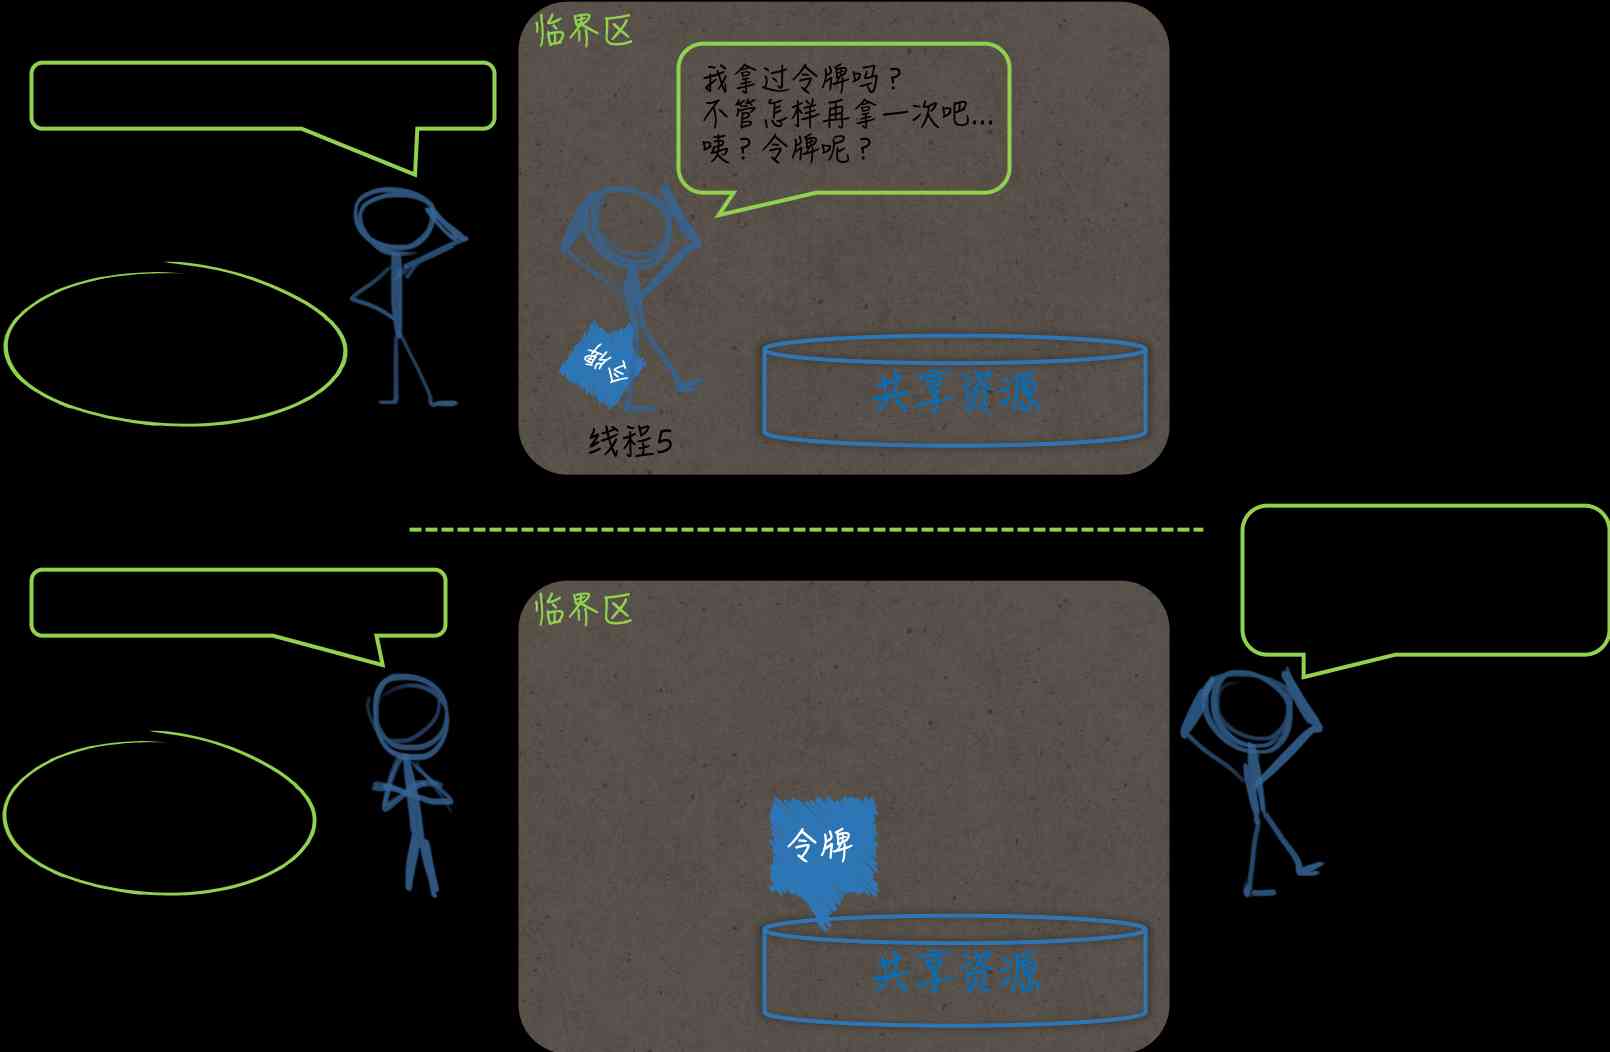 临界区
我拿过令牌吗？
不管怎样再拿一次吧...
咦？令牌呢？
令牌
共享资源
线程5
临界区
令牌
共享资源